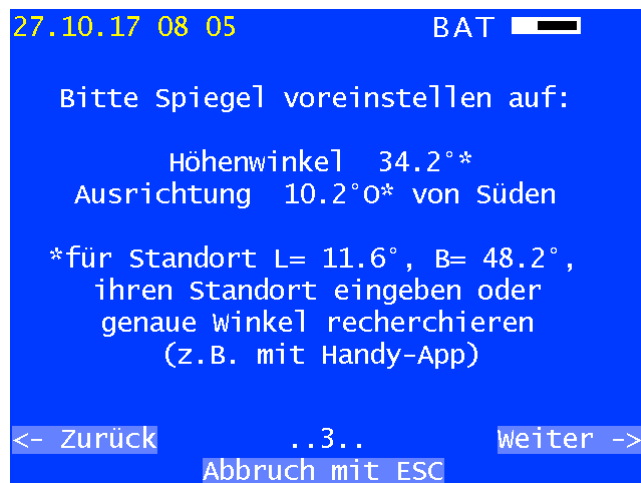 27.10.17 08 05 BAT
Bitte Spiegel voreinstellen auf:
Höhenwinkel 34.2°*
Ausrichtung 10.2°O* von Süden
*für Standort L= 11.6°, B= 48.2°,
ihren Standort eingeben oder
genaue Winkel recherchieren
(z.B. mit Handy-App)
<- Zurück ..3.. Weiter ->
Abbruch mit ESC